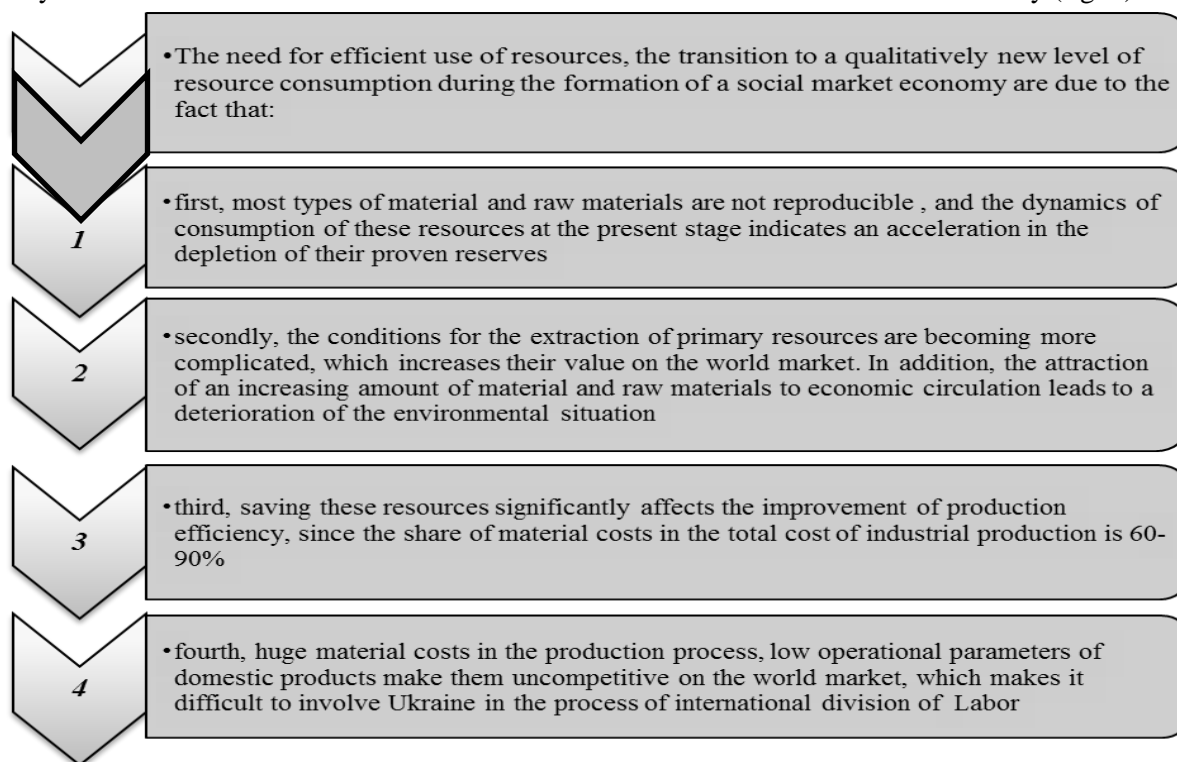 •The need for efficient use of resources, the transition to a qualitatively new level of
resource consumption during the formation of a social market economy are due to the
fact that:
1
•first, most types of material and raw materials are not reproducible , and the dynamics of
consumption of these resources at the present stage indicates an acceleration in the
depletion of their proven reserves
2
•secondly, the conditions for the extraction of primary resources are becoming more
complicated, which increases their value on the world market. In addition, the attraction
of an increasing amount of material and raw materials to economic circulation leads to a
deterioration of the environmental situation
3
•third, saving these resources significantly affects the improvement of production
efficiency, since the share of material costs in the total cost of industrial production is 60-
90%
4
•fourth, huge material costs in the production process, low operational parameters of
domestic products make them uncompetitive on the world market, which makes it
difficult to involve Ukraine in the process of international division of Labor